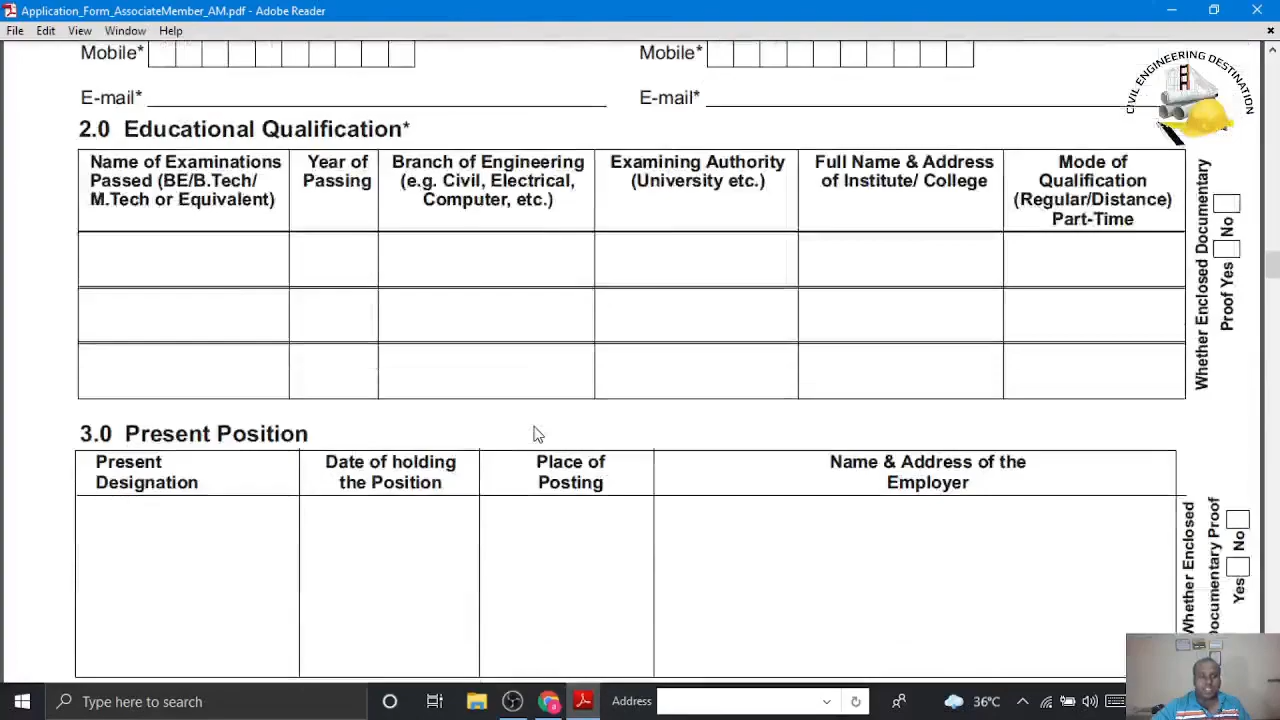 Application_Form_AssociateMember_AM.pdf - Adobe Reader
File Edit View Window Help
Mobile* Mobile*
E-mail* E-mail*
CIVIL ENGINEERING DESTINATION
2.0 Educational Qualification*
Name of Examinations Passed (BE/B.Tech/ M.Tech or Equivalent)
Year of Passing
Branch of Engineering (e.g. Civil, Electrical, Computer, etc.)
Examining Authority (University etc.)
Full Name & Address of Institute/ College
Mode of Qualification (Regular/Distance) Part-Time
Whether Enclosed Documentary
Proof Yes No
3.0 Present Position
Present Designation
Date of holding the Position
Place of Posting
Name & Address of the Employer
Whether Enclosed
Documentary Proof
Yes No
Type here to search
Address
36°C